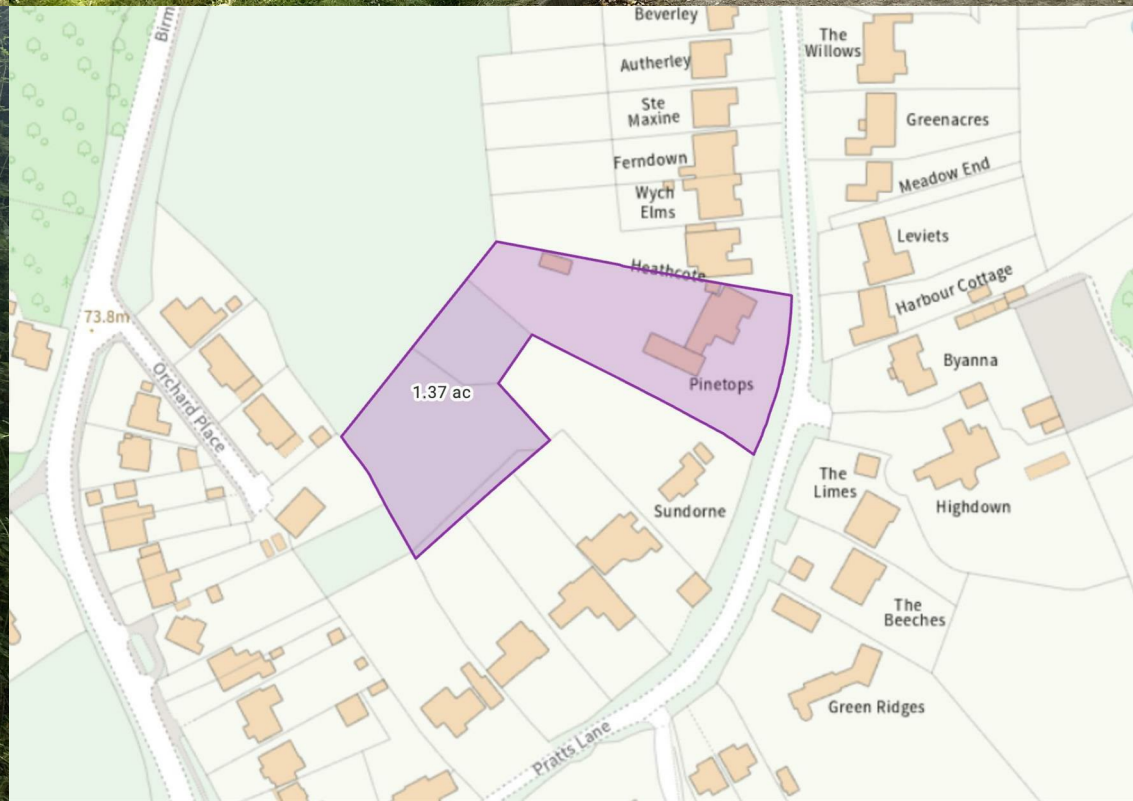 Birm
Beverley
Autherley
Ste
Maxine
Ferndown
Wych
Elms
Heathcote
The
Willows
Greenacres
Meadow End
Leviets
Harbour Cottage
Byanna
73.8m
Orchard Place
1.37 ac
Pinetops
Sundorne
The
Limes
Highdown
The
Beeches
Green Ridges
Pratts Lane